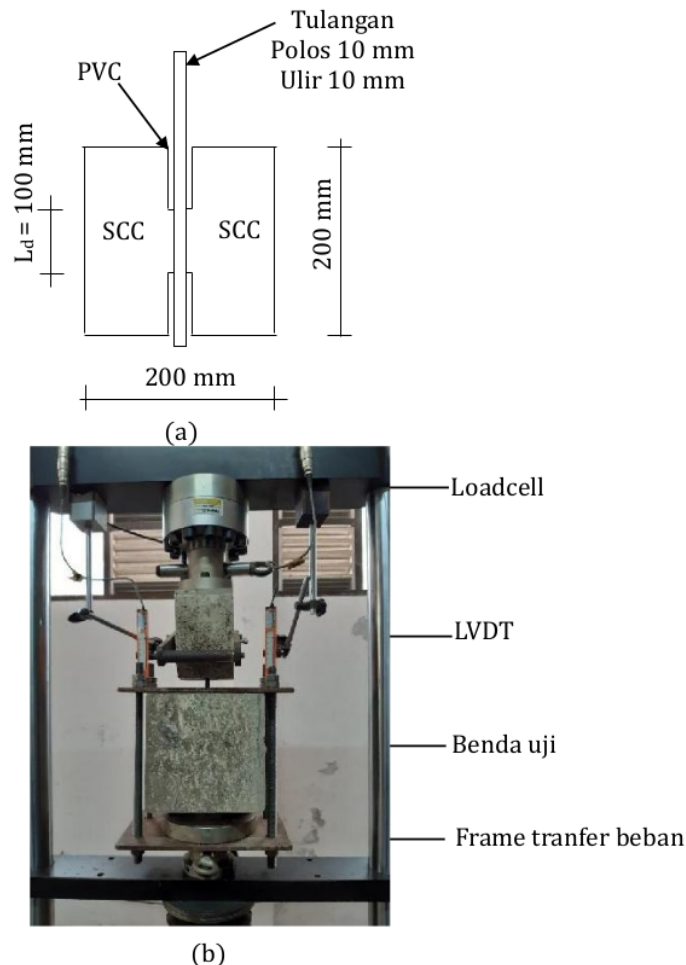 Tulangan
Polos 10 mm
Ulir 10 mm
PVC
L_d = 100 mm
SCC
SCC
200 mm
200 mm
(a)
Loadcell
LVDT
Benda uji
Frame tranfer beban
(b)